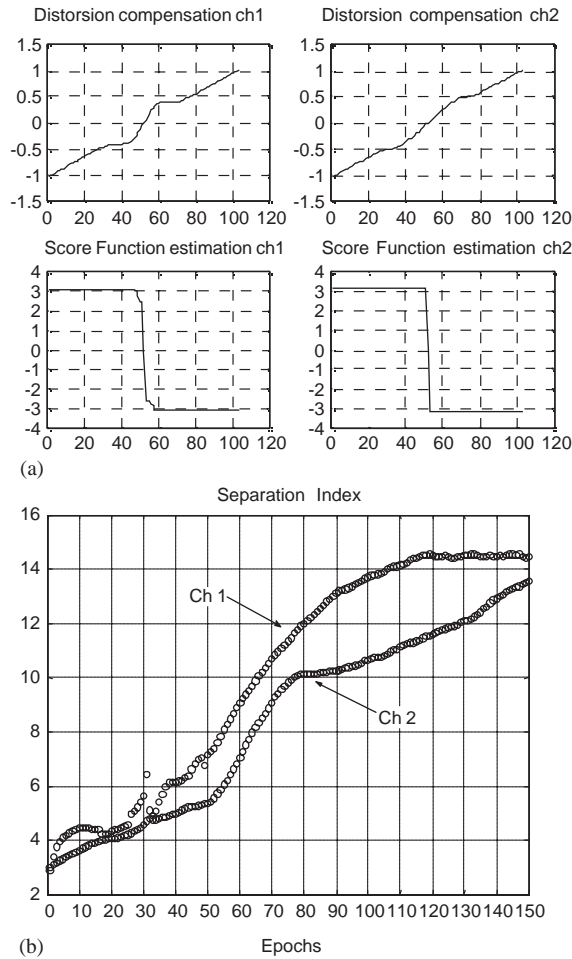 Distorsion compensation ch1
Distorsion compensation ch2
1.5
1
0.5
0
-0.5
-1
-1.5
0 20 40 60 80 100 120
1.5
1
0.5
0
-0.5
-1
-1.5
0 20 40 60 80 100 120
Score Function estimation ch1
Score Function estimation ch2
4
3
2
1
0
-1
-2
-3
-4
0 20 40 60 80 100 120
4
3
2
1
0
-1
-2
-3
-4
0 20 40 60 80 100 120
(a)
Separation Index
16
14
12
10
8
6
4
2
Ch 1
Ch 2
0 10 20 30 40 50 60 70 80 90 100 110 120 130 140 150
(b)
Epochs